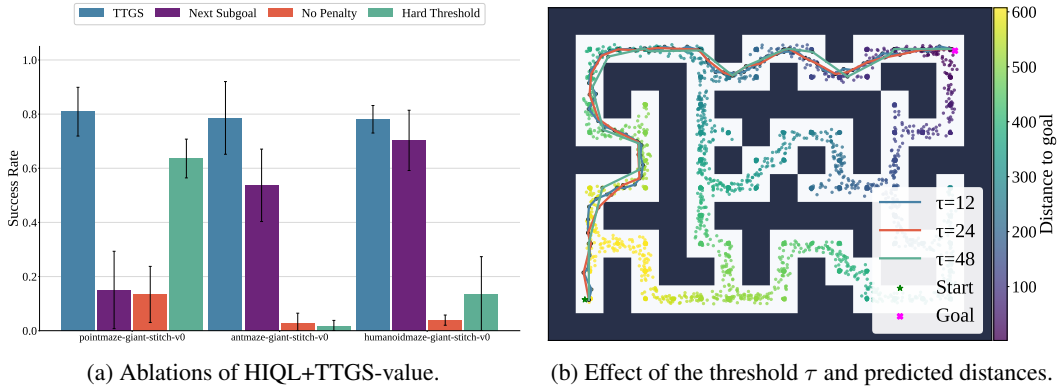 TTGS Next Subgoal No Penalty Hard Threshold
1.0
0.8
0.6
0.4
0.2
0.0
Success Rate
pointmaze-giant-stitch-v0 antmaze-giant-stitch-v0 humanoidmaze-giant-stitch-v0
(a) Ablations of HIQL+TTGS-value.
τ=12
τ=24
τ=48
Start
Goal
600
500
400
300
200
100
Distance to goal
(b) Effect of the threshold τ and predicted distances.